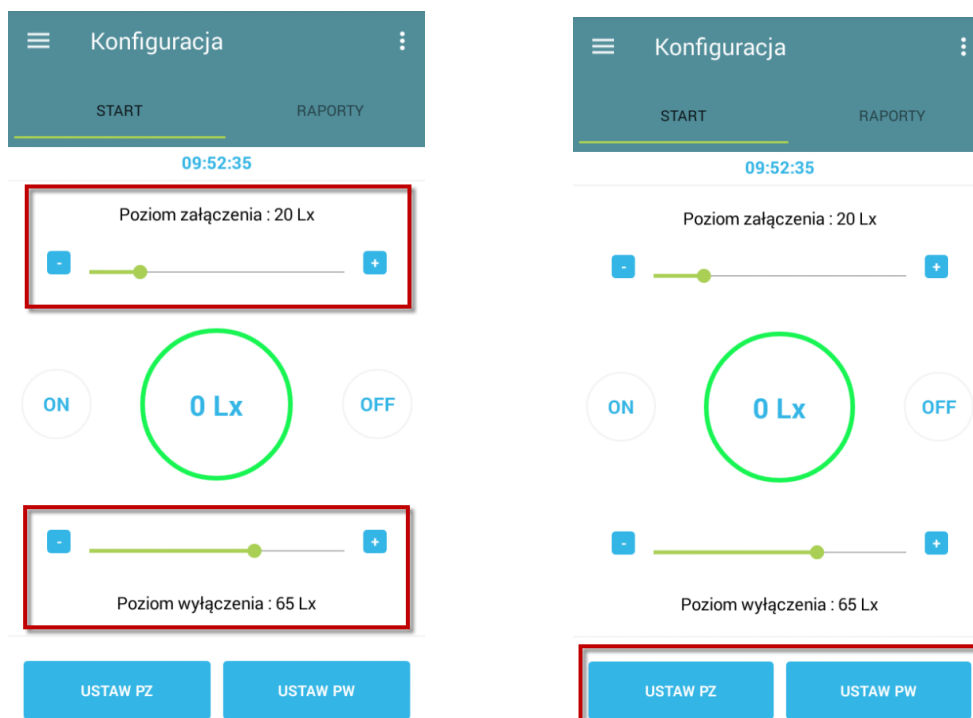 Konfiguracja
START RAPORTY
09:52:35
Poziom załączenia : 20 Lx
- +
ON 0 Lx OFF
- +
Poziom wyłączenia : 65 Lx
USTAW PZ USTAW PW
Konfiguracja
START RAPORTY
09:52:35
Poziom załączenia : 20 Lx
- +
ON 0 Lx OFF
- +
Poziom wyłączenia : 65 Lx
USTAW PZ USTAW PW